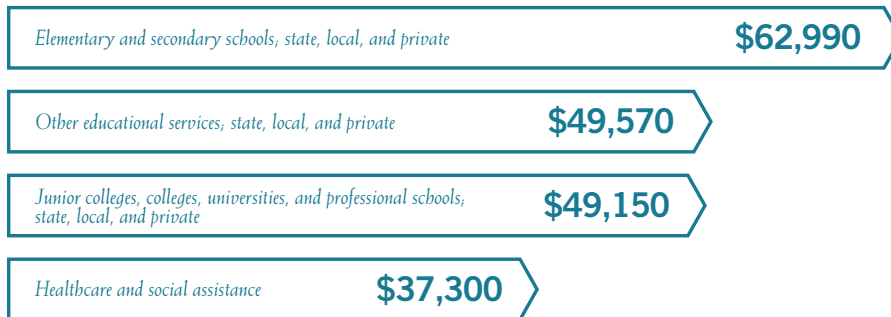 Elementary and secondary schools; state, local, and private $62,990
Other educational services; state, local, and private $49,570
Junior colleges, colleges, universities, and professional schools;
state, local, and private $49,150
Healthcare and social assistance $37,300